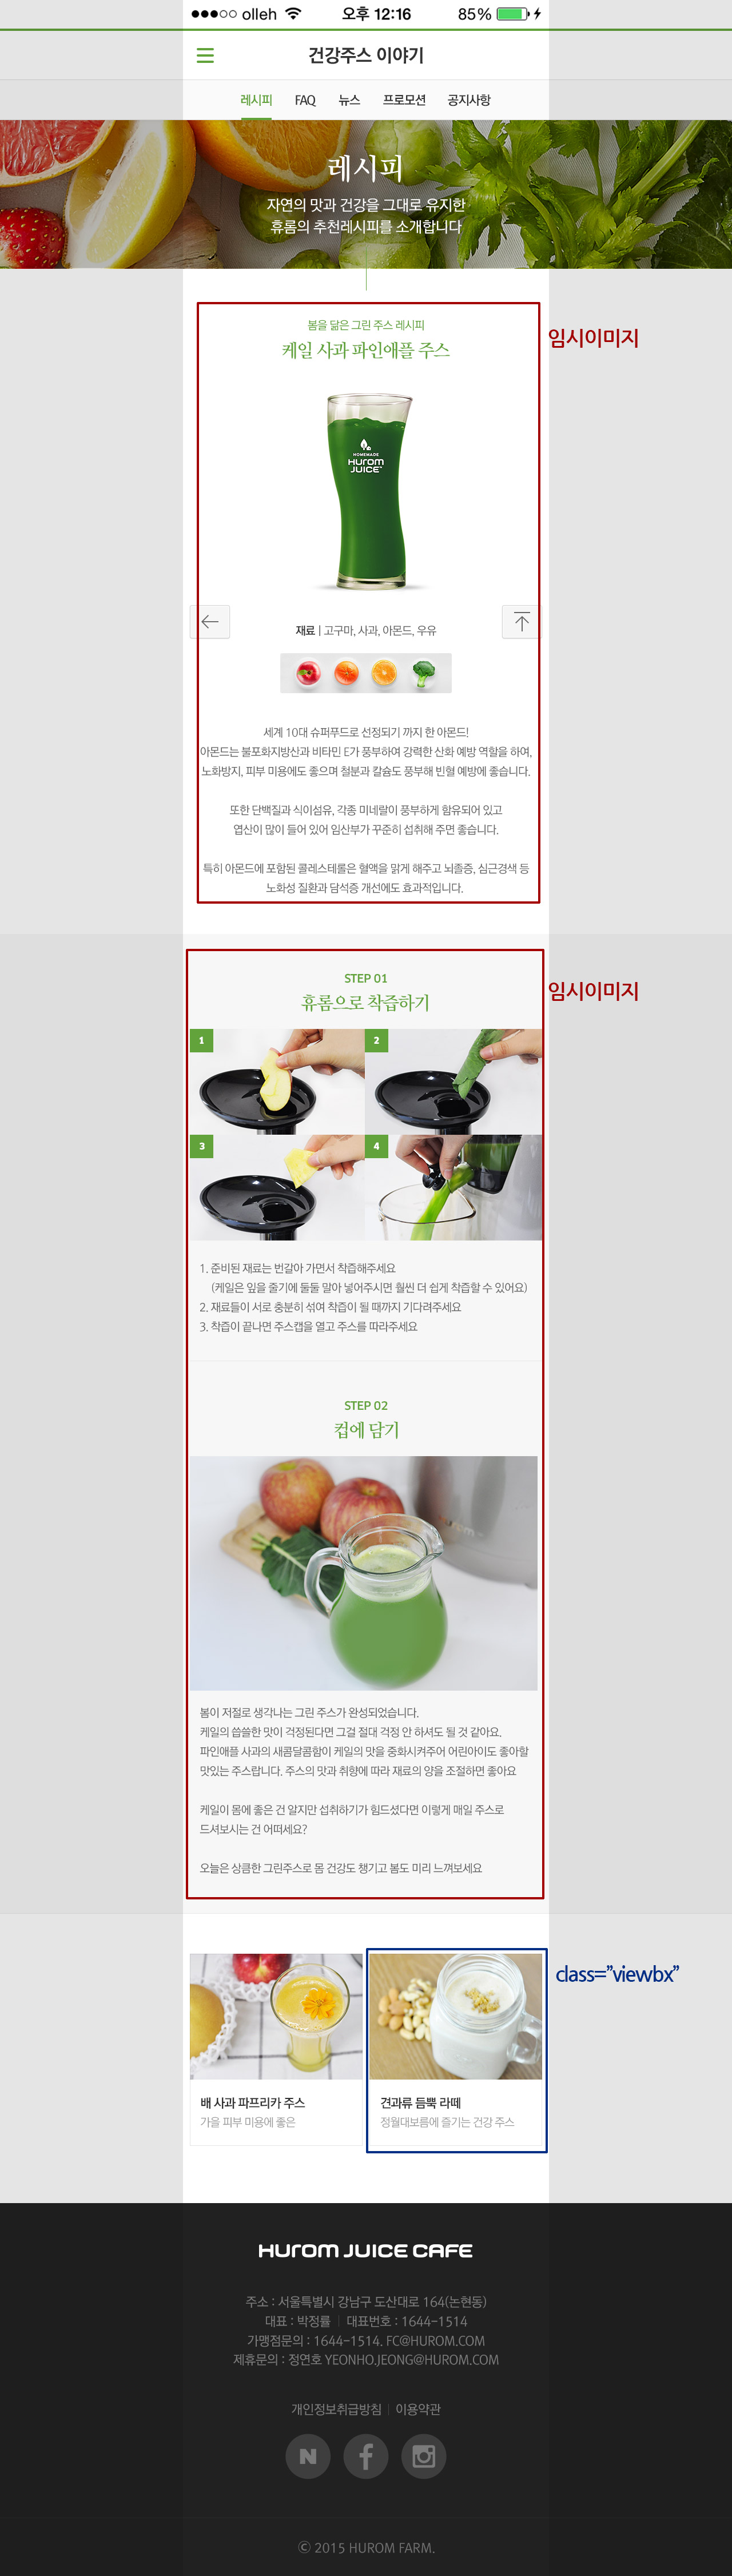 olleh 오후 12:16 85%
건강주스 이야기
레시피 FAQ 뉴스 프로모션 공지사항
레시피
자연의 맛과 건강을 그대로 유지한
휴롬의 추천레시피를 소개합니다
임시이미지
봄을 닮은 그린 주스 레시피
케일 사과 파인애플 주스
HOMEMADE
HUROM
JUICE
재료 | 고구마, 사과, 아몬드, 우유
세계 10대 슈퍼푸드로 선정되기 까지 한 아몬드!
아몬드는 불포화지방산과 비타민 E가 풍부하여 강력한 산화 예방 역할을 하여,
노화방지, 피부 미용에도 좋으며 철분과 칼슘도 풍부해 빈혈 예방에 좋습니다.
또한 단백질과 식이섬유, 각종 미네랄이 풍부하게 함유되어 있고
엽산이 많이 들어 있어 임산부가 꾸준히 섭취해 주면 좋습니다.
특히 아몬드에 포함된 콜레스테롤은 혈액을 맑게 해주고 뇌졸증, 심근경색 등
노화성 질환과 담석증 개선에도 효과적입니다.
임시이미지
STEP 01
휴롬으로 착즙하기
1 2
3 4
1. 준비된 재료는 번갈아 가면서 착즙해주세요
(케일은 잎을 줄기에 둘둘 말아 넣어주시면 훨씬 더 쉽게 착즙할 수 있어요)
2. 재료들이 서로 충분히 섞여 착즙이 될 때까지 기다려주세요
3. 착즙이 끝나면 주스캡을 열고 주스를 따라주세요
STEP 02
컵에 담기
봄이 저절로 생각나는 그린 주스가 완성되었습니다.
케일의 씁쓸한 맛이 걱정된다면 그걸 절대 걱정 안 하셔도 될 것 같아요.
파인애플 사과의 새콤달콤함이 케일의 맛을 중화시켜주어 어린아이도 좋아할
맛있는 주스랍니다. 주스의 맛과 취향에 따라 재료의 양을 조절하면 좋아요
케일이 몸에 좋은 건 알지만 섭취하기가 힘드셨다면 이렇게 매일 주스로
드셔보시는 건 어떠세요?
오늘은 상큼한 그린주스로 몸 건강도 챙기고 봄도 미리 느껴보세요
class="viewbx"
배 사과 파프리카 주스
가을 피부 미용에 좋은
견과류 듬뿍 라떼
정월대보름에 즐기는 건강 주스
HUROM JUICE CAFE
주소 : 서울특별시 강남구 도산대로 164(논현동)
대표 : 박정률 | 대표번호 : 1644-1514
가맹점문의 : 1644-1514. FC@HUROM.COM
제휴문의 : 정연호 YEONHO.JEONG@HUROM.COM
개인정보취급방침 | 이용약관
N f
© 2015 HUROM FARM.